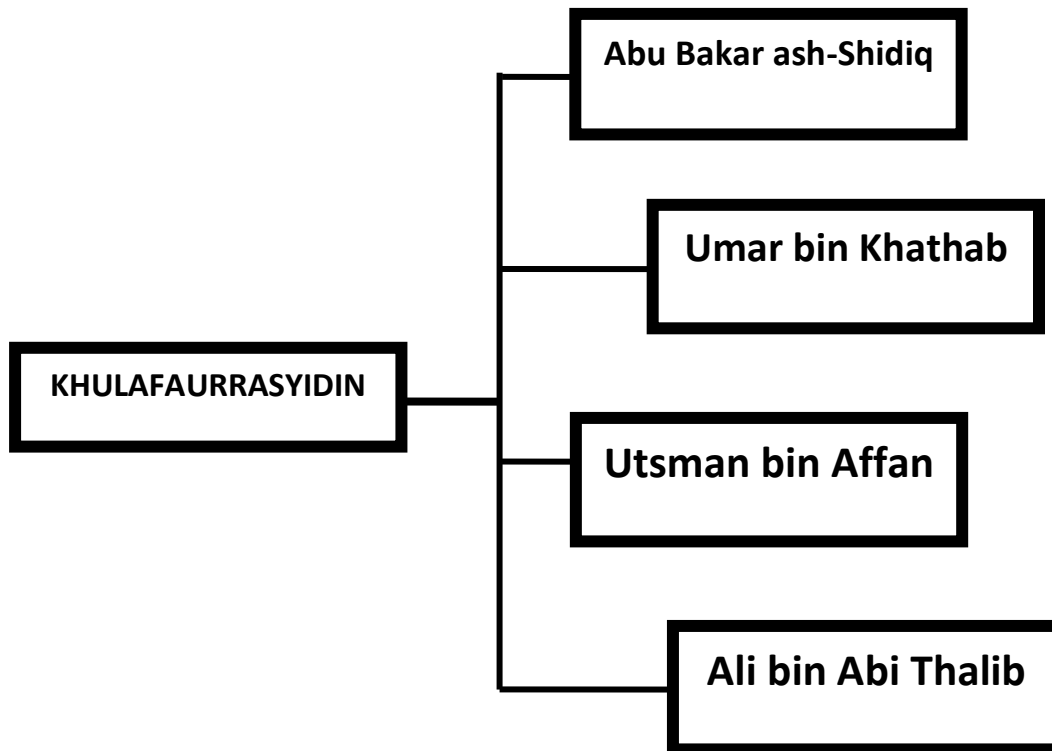 Abu Bakar ash-Shidiq
Umar bin Khathab
KHULAFAURRASYIDIN
Utsman bin Affan
Ali bin Abi Thalib